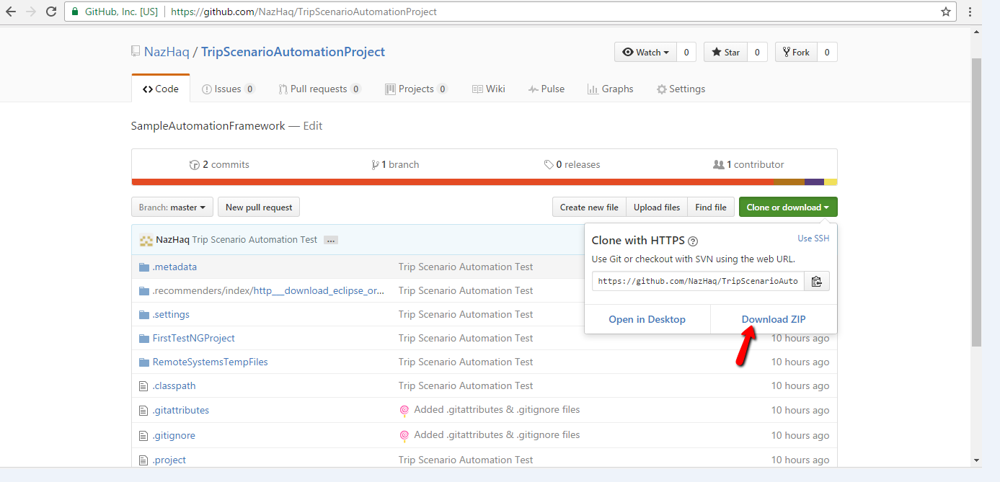 GitHub, Inc. [US] https://github.com/NazHaq/TripScenarioAutomationProject
NazHaq / TripScenarioAutomationProject
Watch 0 Star 0 Fork 0
Code Issues 0 Pull requests 0 Projects 0 Wiki Pulse Graphs Settings
SampleAutomationFramework — Edit
2 commits 1 branch 0 releases 1 contributor
Branch: master New pull request Create new file Upload files Find file Clone or download
NazHaq Trip Scenario Automation Test ...
Clone with HTTPS ? Use SSH
Use Git or checkout with SVN using the web URL.
https://github.com/NazHaq/TripScenarioAuto
Open in Desktop Download ZIP
.metadata Trip Scenario Automation Test
.recommenders/index/http___download_eclipse_or... Trip Scenario Automation Test
.settings Trip Scenario Automation Test
FirstTestNGProject Trip Scenario Automation Test 10 hours ago
RemoteSystemsTempFiles Trip Scenario Automation Test 10 hours ago
.classpath Trip Scenario Automation Test 10 hours ago
.gitattributes Added .gitattributes & .gitignore files 10 hours ago
.gitignore Added .gitattributes & .gitignore files 10 hours ago
.project Trip Scenario Automation Test 10 hours ago